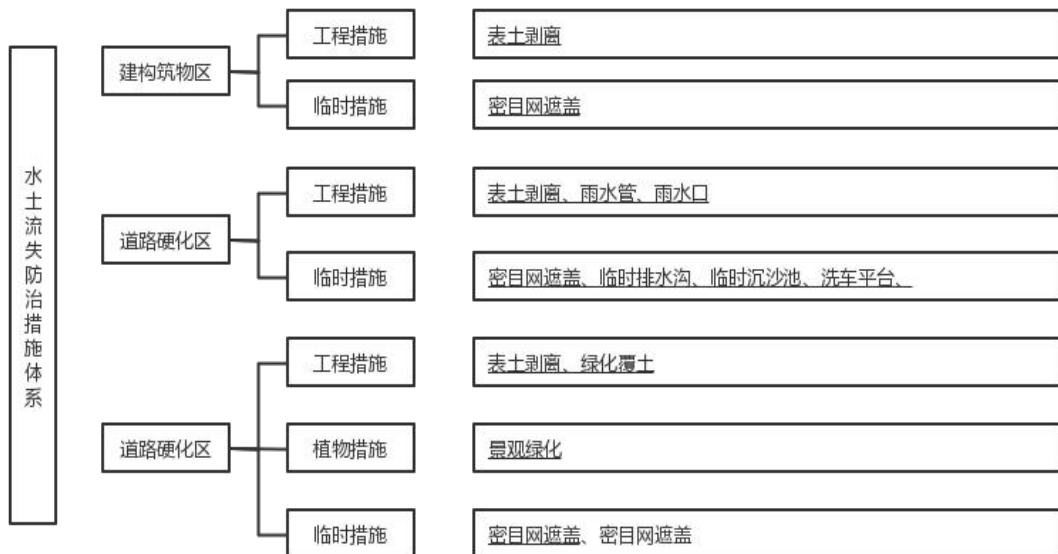 水土流失防治措施体系
建构筑物区
工程措施
表土剥离
临时措施
密目网遮盖
道路硬化区
工程措施
表土剥离、雨水管、雨水口
临时措施
密目网遮盖、临时排水沟、临时沉沙池、洗车平台、
道路硬化区
工程措施
表土剥离、绿化覆土
植物措施
景观绿化
临时措施
密目网遮盖、密目网遮盖